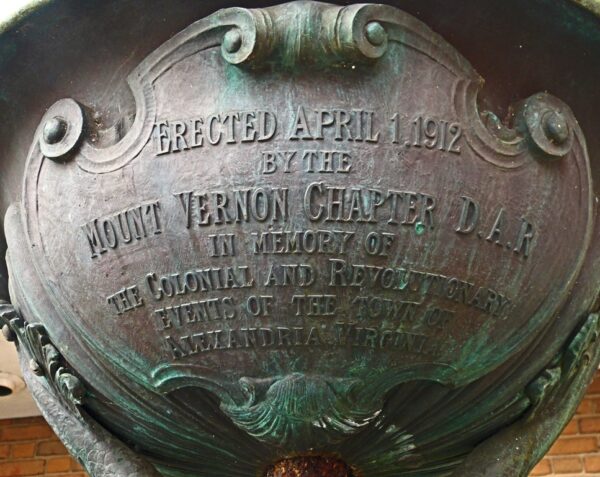 ERECTED APRIL 1, 1912
BY THE
MOUNT VERNON CHAPTER D.A.R
IN MEMORY OF
THE COLONIAL AND REVOLUTIONARY
EVENTS OF THE TOWN OF
ALEXANDRIA VIRGINIA